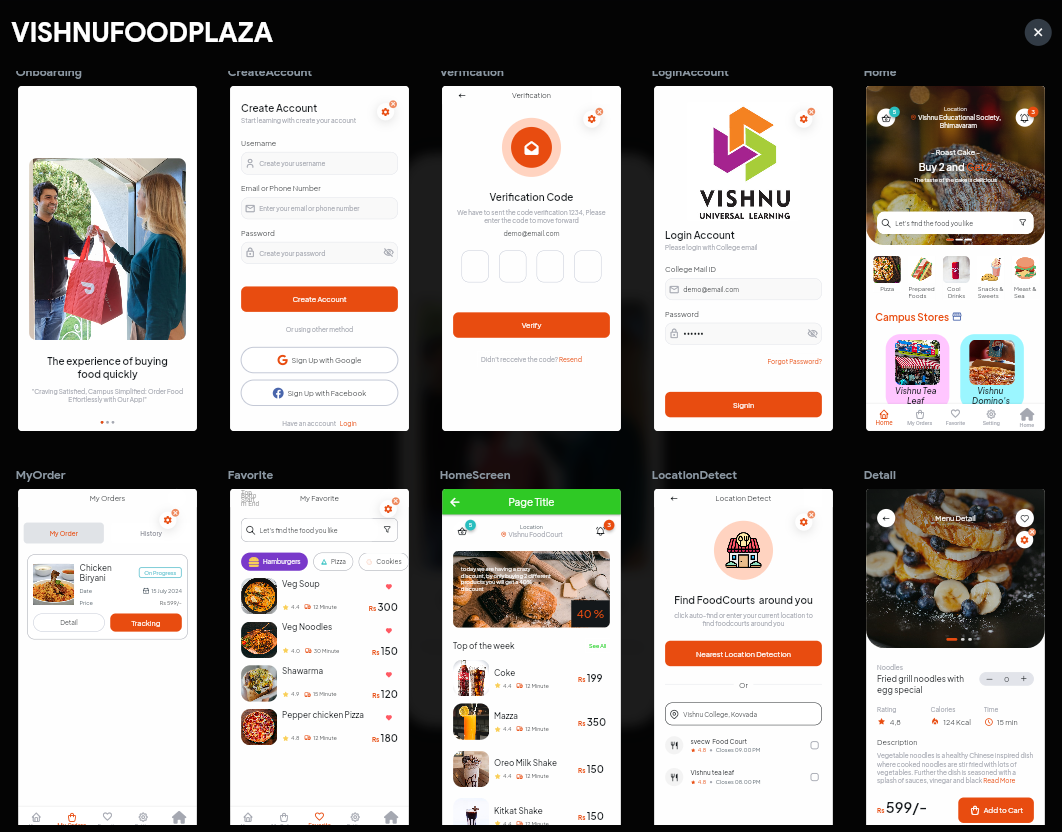 VISHNUFOODPLAZA
Onboarding
The experience of buying
food quickly
"Craving Satisfied, Campus Simplified: Order Food
Effortlessly with Our App!"
CreateAccount
Create Account
Start learning with create your account
Username
Create your username
Email or Phone Number
Enter your email or phone number
Password
Create your password
Create Account
Or using other method
Sign Up with Google
Sign Up with Facebook
Have an account Login
Verification
Verification
Verification Code
We have to sent the code verification 1234, Please
enter the code to move forward
demo@email.com
Verify
Didn't recceive the code? Resend
LoginAccount
VISHNU
UNIVERSAL LEARNING
Login Account
Please login with College email
College Mail ID
demo@email.com
Password
Forgot Password?
SignIn
Home
5
Location
Vishnu Educational Society,
Bhimavaram
3
Roast Cake
Buy 2 and
The taste of the cake is delicious
Let's find the food you like
Pizza
Prepared
Foods
Cool
Drinks
Snacks &
Sweets
Meast &
Sea
Campus Stores
Vishnu Tea
Leaf
Vishnu
Domino's
Home
My Orders
Favorite
Setting
Home
MyOrder
My Orders
My Order
History
Chicken
Biryani
On Progress
Date
15 July 2024
Price
Rs 599/-
Detail
Tracking
Favorite
My Favorite
Let's find the food you like
Hamburgers
Pizza
Cookies
Veg Soup
4.4
12 Minute
Rs 300
Veg Noodles
4.0
30 Minute
Rs 150
Shawarma
4.9
15 Minute
Rs 120
Pepper chicken Pizza
4.8
12 Minute
Rs 180
HomeScreen
Page Title
5
Location
Vishnu FoodCourt
3
today we are having a crazy
discount, by only buying 2 different
products you will get a 40%
discount
40 %
Top of the week
See All
Coke
4.4
12 Minute
Rs 199
Mazza
4.4
12 Minute
Rs 350
Oreo Milk Shake
4.4
12 Minute
Rs 150
Kitkat Shake
4.4
12 Minute
Rs 150
LocationDetect
Location Detect
Find FoodCourts around you
click auto-find or enter your current location to
find foodcourts around you
Nearest Location Detection
Or
Vishnu College, Kovvada
svecw Food Court
4.8 • Closes 09.00 PM
Vishnu tea leaf
4.8 • Closes 08.00 PM
Detail
Menu Detail
Noodles
Fried grill noodles with
egg special
0
Rating
Calories
Time
4,8
124 Kcal
15 min
Description
Vegetable noodles is a healthy Chinese inspired dish
where cooked noodles are stir fried with lots of
vegetables. Further the dish is seasoned with a
splash of sauces, vinegar and black Read More
Rs 599/-
Add to Cart